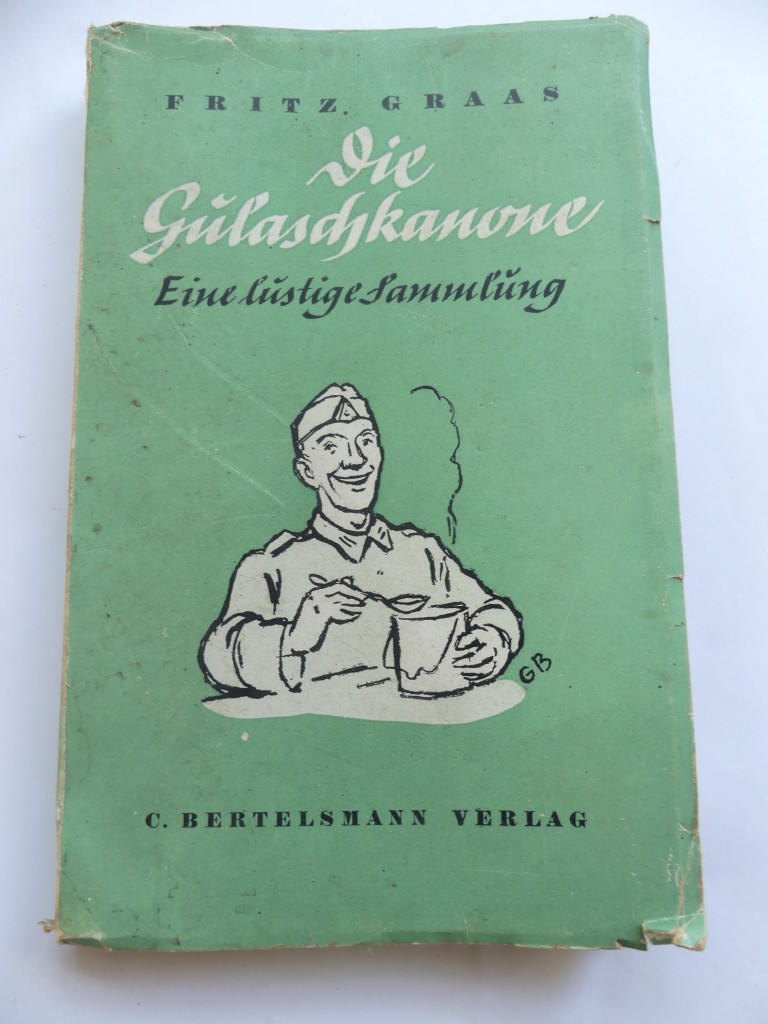 FRITZ GRAAS
Die
Gulaschkanone
Eine lustige Sammlung
GB
C. BERTELSMANN VERLAG